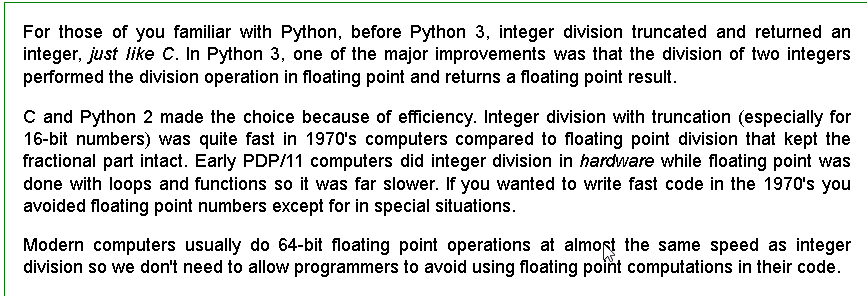 For those of you familiar with Python, before Python 3, integer division truncated and returned an
integer, just like C. In Python 3, one of the major improvements was that the division of two integers
performed the division operation in floating point and returns a floating point result.
C and Python 2 made the choice because of efficiency. Integer division with truncation (especially for
16-bit numbers) was quite fast in 1970's computers compared to floating point division that kept the
fractional part intact. Early PDP/11 computers did integer division in hardware while floating point was
done with loops and functions so it was far slower. If you wanted to write fast code in the 1970's you
avoided floating point numbers except for in special situations.
Modern computers usually do 64-bit floating point operations at almost the same speed as integer
division so we don't need to allow programmers to avoid using floating point computations in their code.